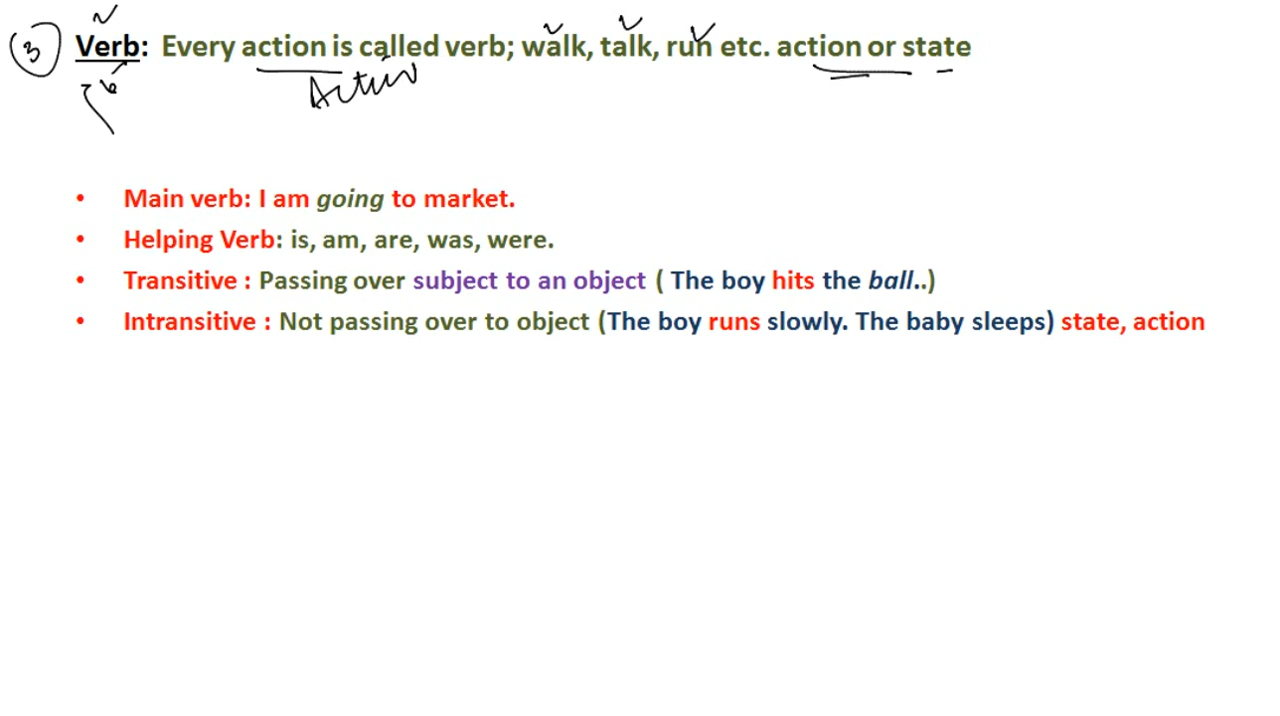 3 Verb: Every action is called verb; walk, talk, run etc. action or state
Action
• Main verb: I am going to market.
• Helping Verb: is, am, are, was, were.
• Transitive : Passing over subject to an object ( The boy hits the ball..)
• Intransitive : Not passing over to object (The boy runs slowly. The baby sleeps) state, action